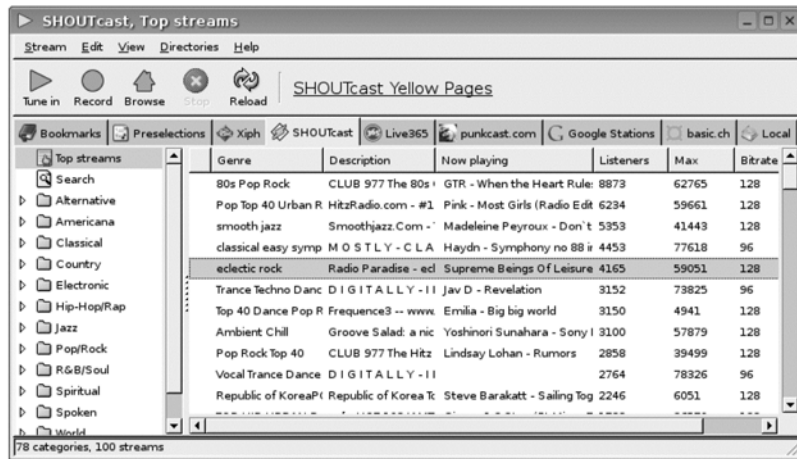 SHOUTcast, Top streams
Stream Edit View Directories Help
Tune in Record Browse Stop Reload SHOUTcast Yellow Pages
Bookmarks Preselections Xiph SHOUTcast Live365 punkcast.com Google Stations basic.ch Local
Top streams
Search
Alternative
Americana
Classical
Country
Electronic
Hip-Hop/Rap
Jazz
Pop/Rock
R&B/Soul
Spiritual
Spoken
World
Genre Description Now playing Listeners Max Bitrate
80s Pop Rock CLUB 977 The 80s GTR - When the Heart Rule: 8873 62765 128
Pop Top 40 Urban R HitzRadio.com - #1 Pink - Most Girls (Radio Edit 6234 59661 128
smooth jazz Smoothjazz.Com - Madeleine Peyroux - Don`t 5353 41443 128
classical easy symp M O S T L Y - C L A Haydn - Symphony no 88 in 4453 77618 96
eclectic rock Radio Paradise - ecl Supreme Beings Of Leisure 4165 59051 128
Trance Techno Danc D I G I T A L L Y - I Jav D - Revelation 3152 73825 96
Top 40 Dance Pop R Frequence3 -- www. Emilia - Big big world 3150 4941 128
Ambient Chill Groove Salad: a nic Yoshinori Sunahara - Sony 3100 57879 128
Pop Rock Top 40 CLUB 977 The Hitz Lindsay Lohan - Rumors 2858 39499 128
Vocal Trance Dance D I G I T A L L Y - I 2764 78326 96
Republic of KoreaP Republic of Korea Tc Steve Barakatt - Sailing Tog 2246 6051 128
78 categories, 100 streams